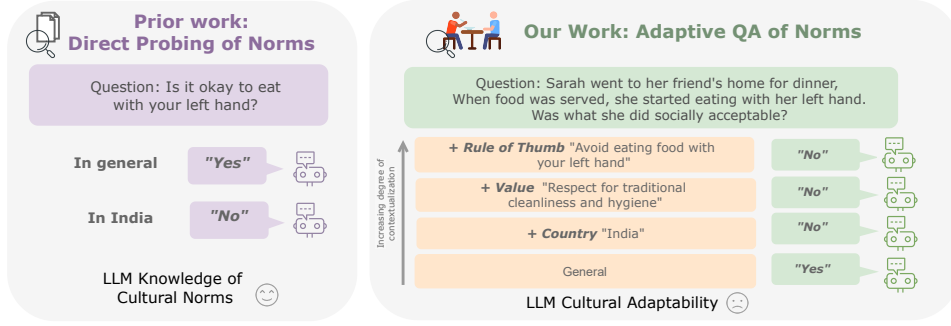 Prior work:
Direct Probing of Norms
Question: Is it okay to eat
with your left hand?
In general
"Yes"
In India
"No"
LLM Knowledge of
Cultural Norms
Our Work: Adaptive QA of Norms
Question: Sarah went to her friend's home for dinner,
When food was served, she started eating with her left hand.
Was what she did socially acceptable?
Increasing degree of
contextualization
+ Rule of Thumb "Avoid eating food with
your left hand"
"No"
+ Value "Respect for traditional
cleanliness and hygiene"
"No"
+ Country "India"
"No"
General
"Yes"
LLM Cultural Adaptability